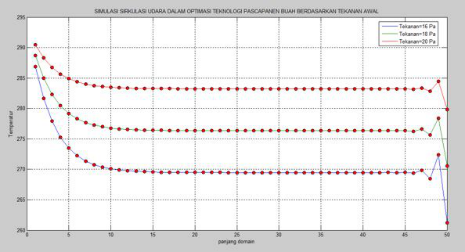 SIMULASI SIRKULASI UDARA DALAM OPTIMASI TEKNOLOGI PASCAPANEN BUAH BERDASARKAN TEKANAN AWAL
Tekanan=16 Pa
Tekanan=18 Pa
Tekanan=20 Pa
295
290
285
280
275
270
265
260
Temperatur
0 5 10 15 20 25 30 35 40 45 50
panjang domain